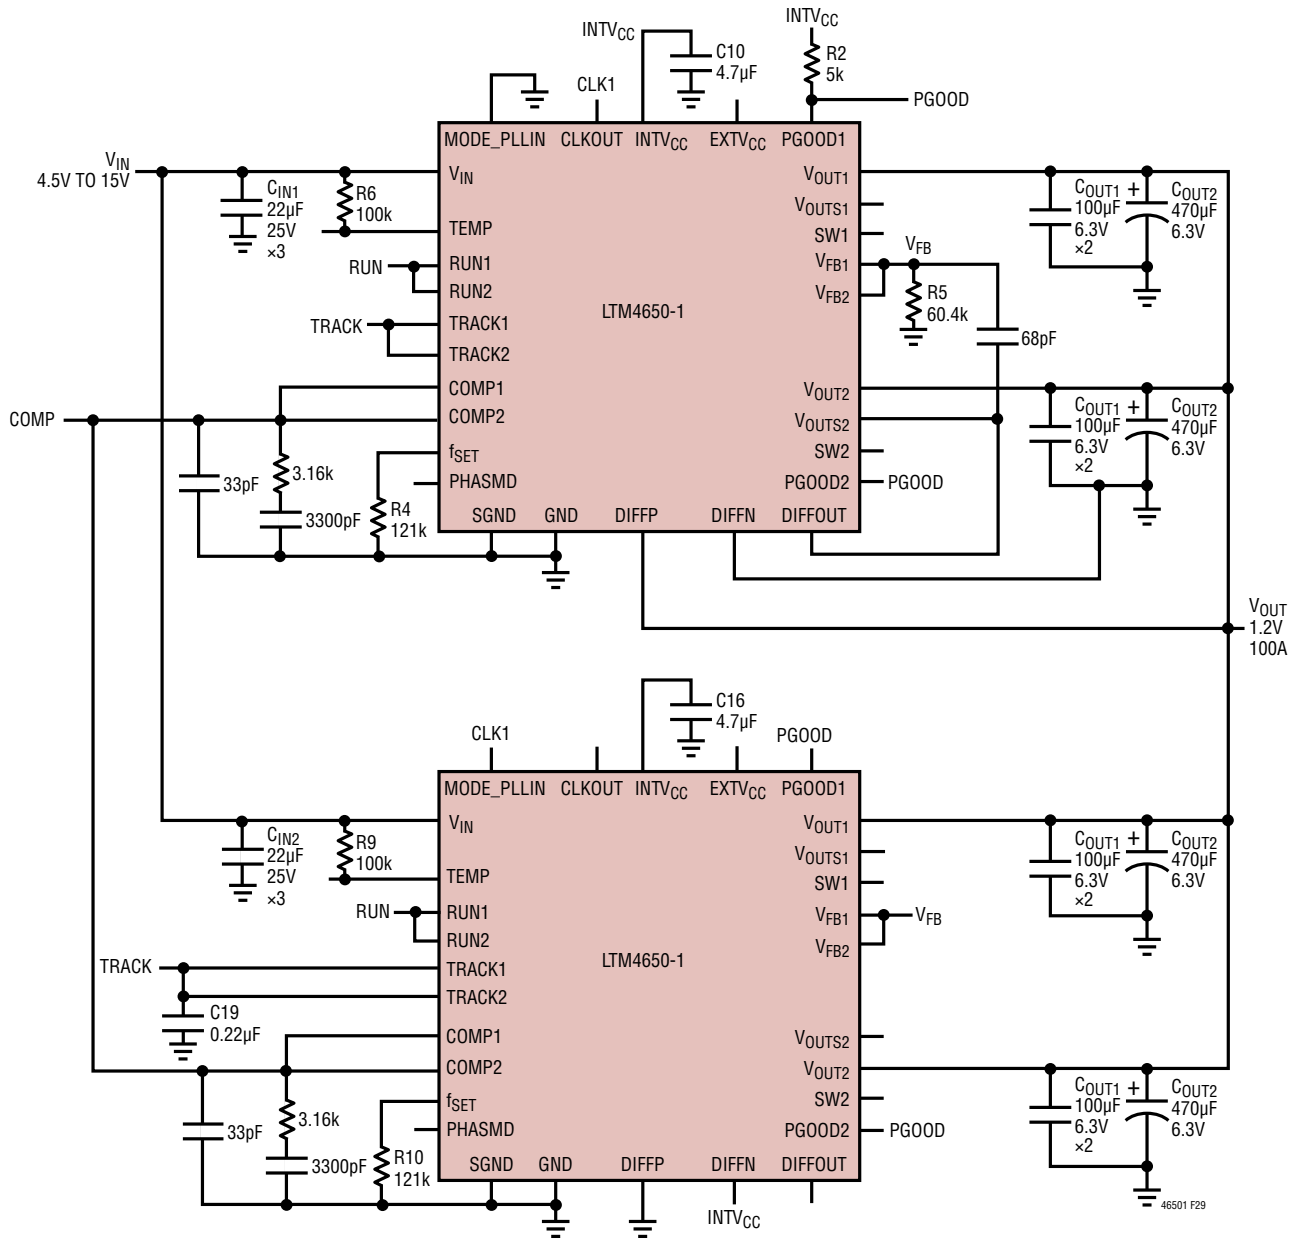 INTVCC
INTVCC
C10
4.7µF
R2
5k
CLK1
PGOOD
MODE_PLLIN
CLKOUT
INTVCC
EXTVCC
PGOOD1
VIN
4.5V TO 15V
CIN1
22µF
25V
×3
R6
100k
VIN
TEMP
RUN
RUN1
RUN2
TRACK
TRACK1
TRACK2
COMP
COMP1
COMP2
fSET
PHASMD
33pF
3.16k
3300pF
R4
121k
SGND
GND
DIFFP
DIFFN
DIFFOUT
LTM4650-1
VOUT1
VOUTS1
SW1
VFB1
VFB2
VFB
R5
60.4k
68pF
VOUT2
VOUTS2
SW2
PGOOD2
PGOOD
COUT1
100µF
6.3V
×2
+
COUT2
470µF
6.3V
COUT1
100µF
6.3V
×2
+
COUT2
470µF
6.3V
VOUT
1.2V
100A
C16
4.7µF
CLK1
PGOOD
MODE_PLLIN
CLKOUT
INTVCC
EXTVCC
PGOOD1
CIN2
22µF
25V
×3
R9
100k
VIN
TEMP
RUN
RUN1
RUN2
TRACK
TRACK1
TRACK2
C19
0.22µF
COMP1
COMP2
fSET
PHASMD
33pF
3.16k
3300pF
R10
121k
SGND
GND
DIFFP
DIFFN
DIFFOUT
INTVCC
LTM4650-1
VOUT1
VOUTS1
SW1
VFB1
VFB2
VFB
VOUTS2
VOUT2
SW2
PGOOD2
PGOOD
COUT1
100µF
6.3V
×2
+
COUT2
470µF
6.3V
COUT1
100µF
6.3V
×2
+
COUT2
470µF
6.3V
46501 F29